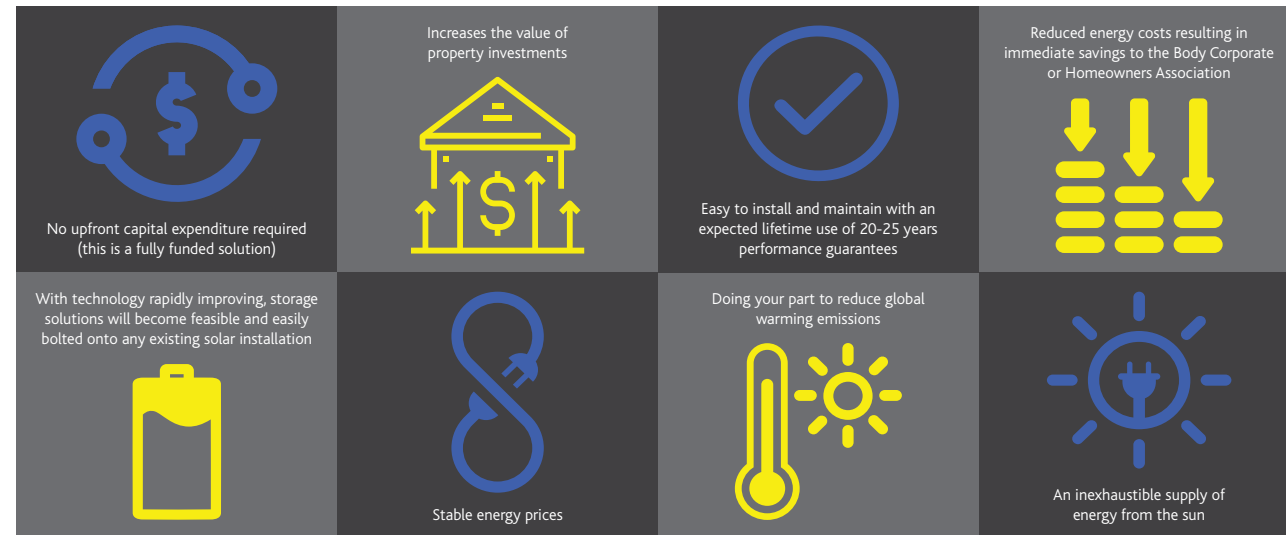 No upfront capital expenditure required
(this is a fully funded solution)
Increases the value of
property investments
Easy to install and maintain with an
expected lifetime use of 20-25 years
performance guarantees
Reduced energy costs resulting in
immediate savings to the Body Corporate
or Homeowners Association
With technology rapidly improving, storage
solutions will become feasible and easily
bolted onto any existing solar installation
Stable energy prices
Doing your part to reduce global
warming emissions
An inexhaustible supply of
energy from the sun